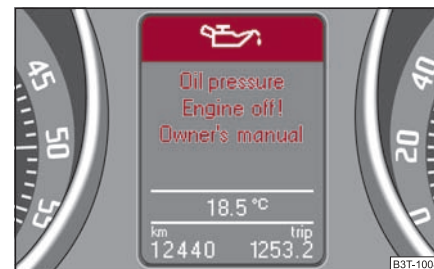 Oil pressure
Engine off!
Owner's manual
18.5 °C
km trip
12440 1253.2
45
50
55
40
20
0
B3T-100